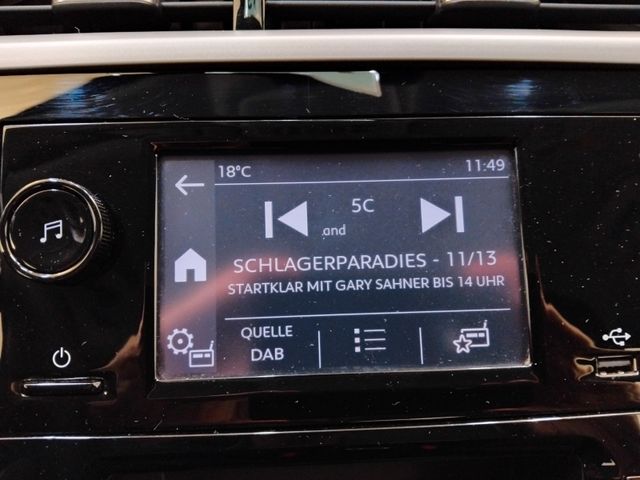 18°C
11:49
5C
.and
SCHLAGERPARADIES - 11/13
STARTKLAR MIT GARY SAHNER BIS 14 UHR
QUELLE
DAB